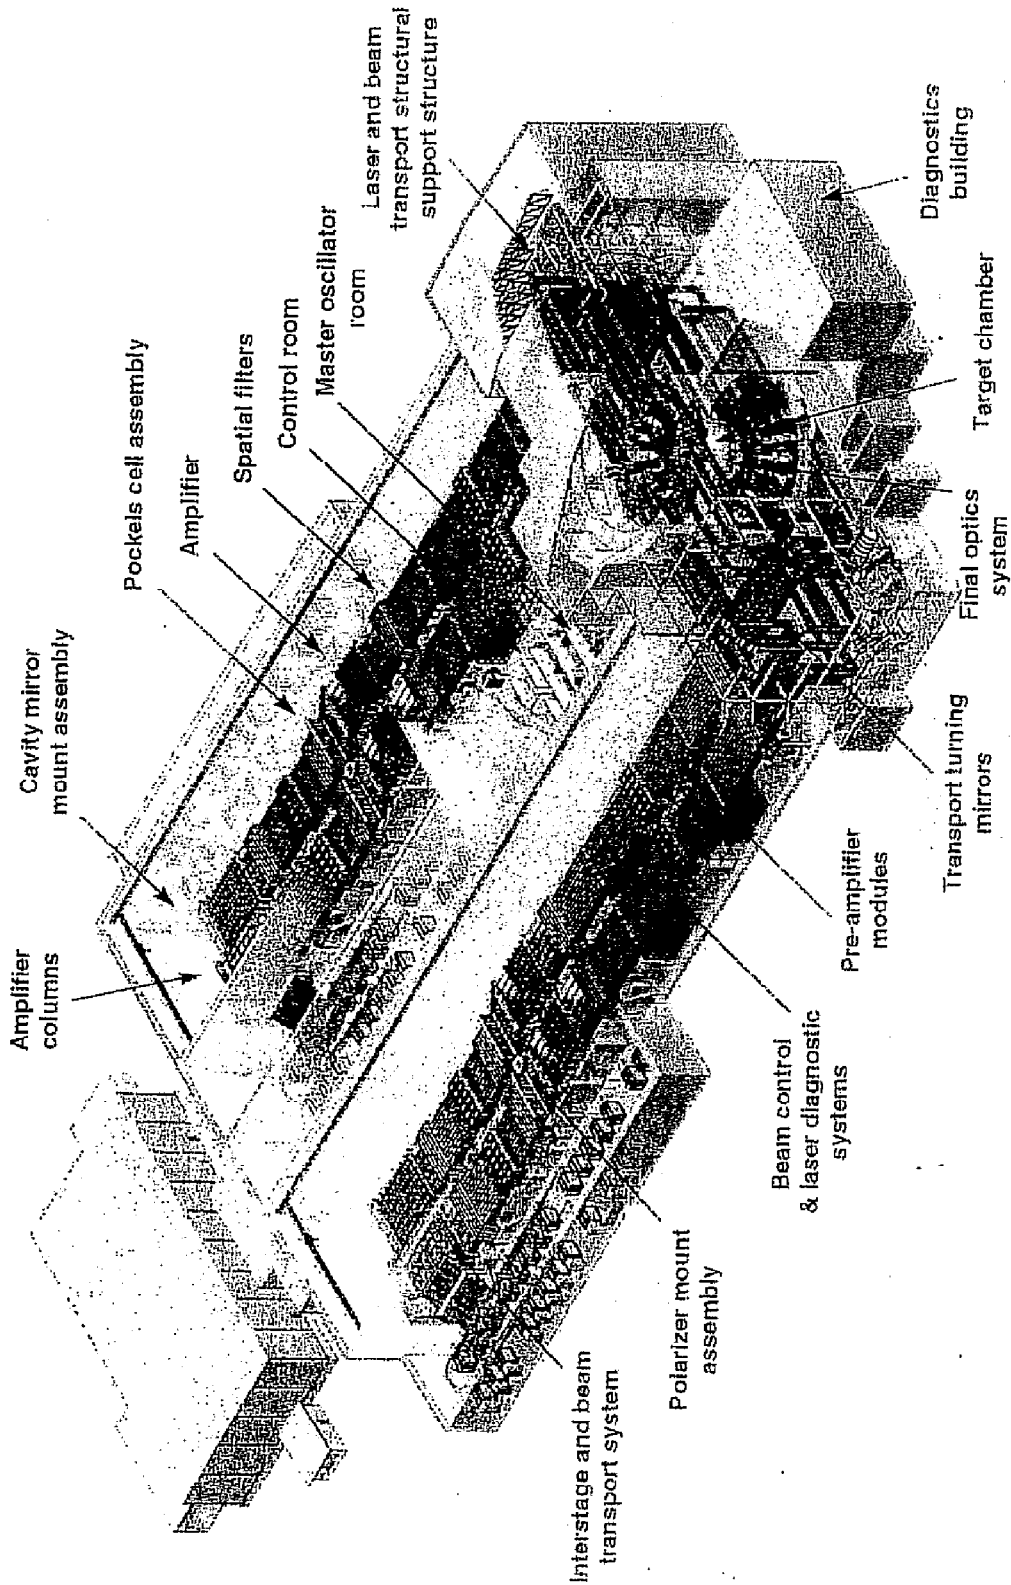 Amplifier
columns
Cavity mirror
mount assembly
Pockels cell assembly
Amplifier
Spatial filters
Control room
Master oscillator
room
Laser and beam
transport structural
support structure
Interstage and beam
transport system
Polarizer mount
assembly
Beam control
& laser diagnostic
systems
Pre-amplifier
modules
Transport turning
mirrors
Final optics
system
Target chamber
Diagnostics
building